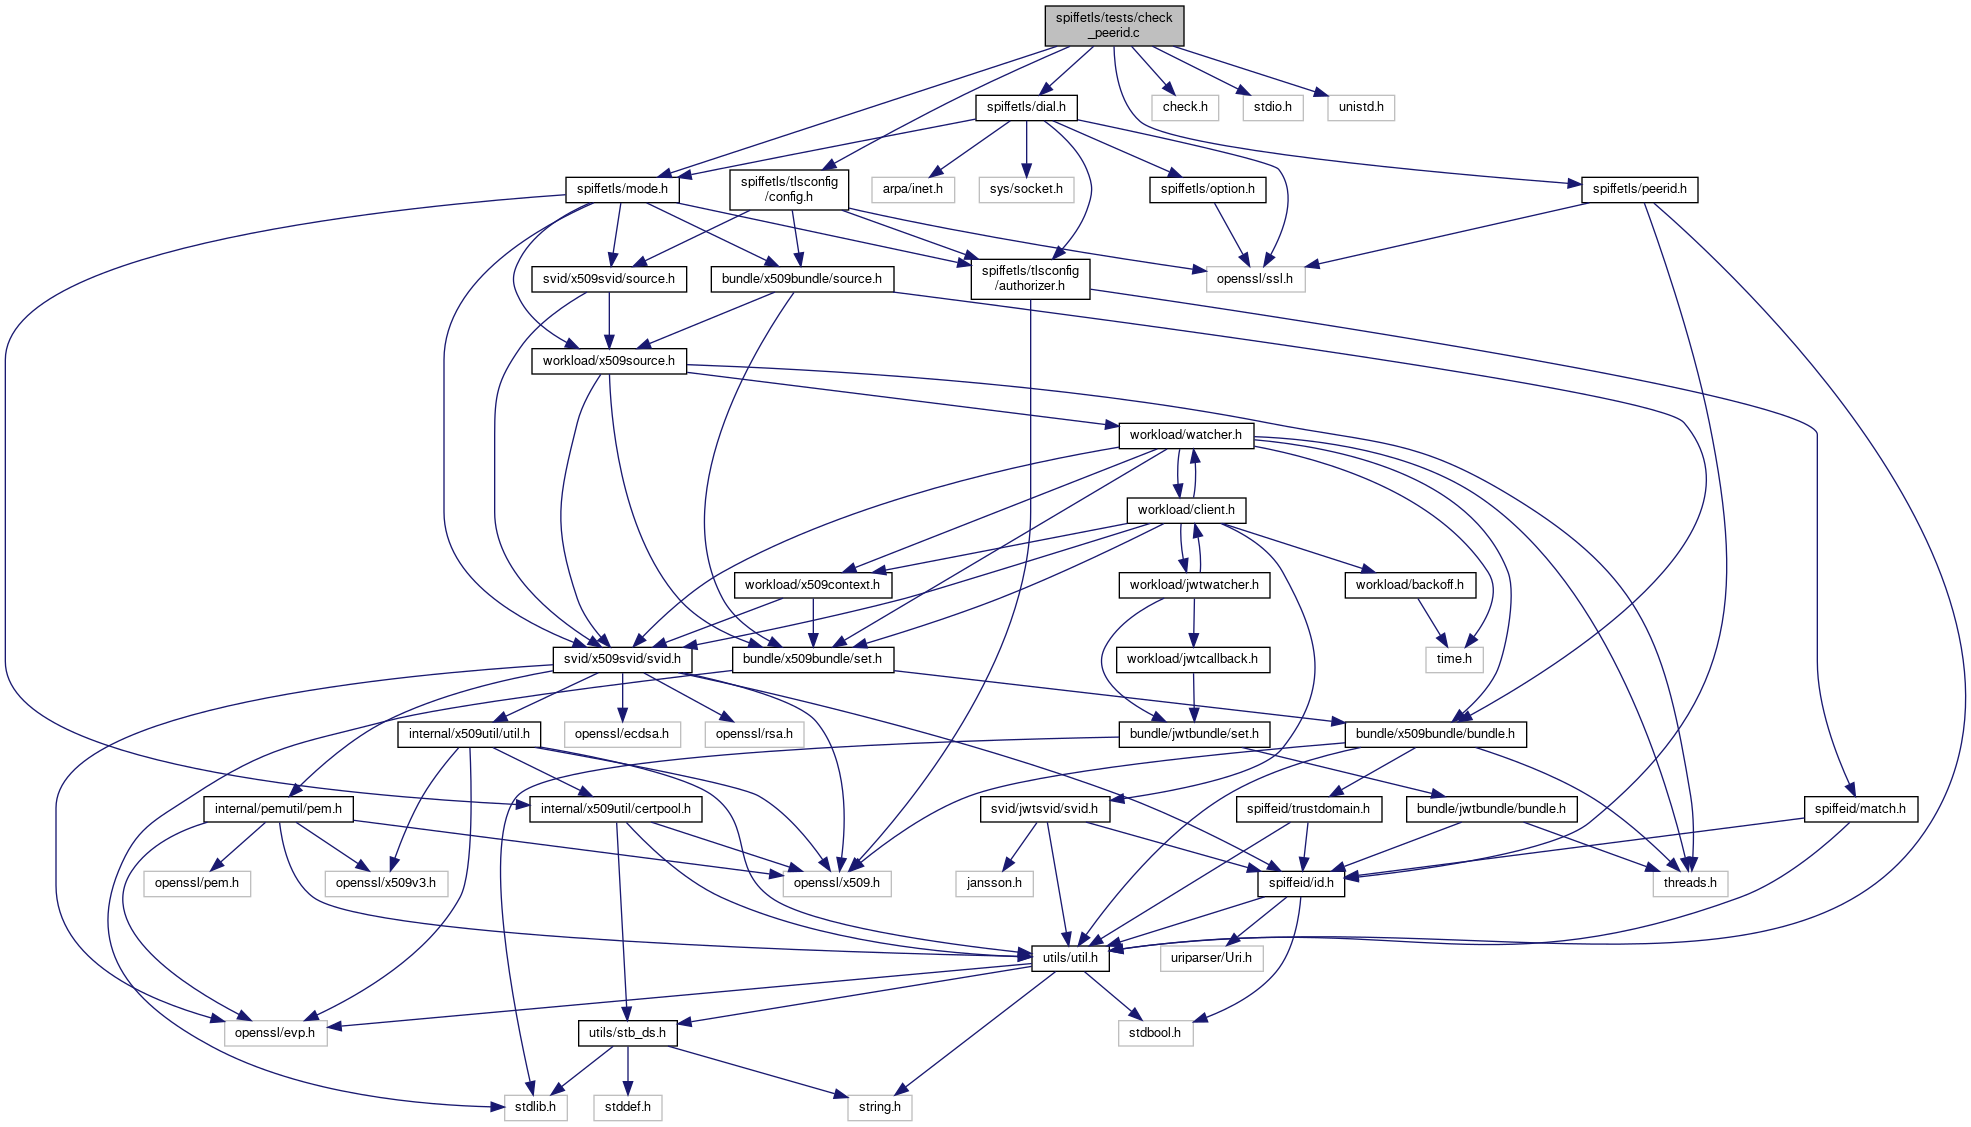 spiffetls/tests/check
_peerid.c
spiffetls/dial.h
check.h
stdio.h
unistd.h
spiffetls/mode.h
spiffetls/tlsconfig
/config.h
arpa/inet.h
sys/socket.h
spiffetls/option.h
spiffetls/peerid.h
svid/x509svid/source.h
bundle/x509bundle/source.h
spiffetls/tlsconfig
/authorizer.h
openssl/ssl.h
workload/x509source.h
workload/watcher.h
workload/client.h
workload/x509context.h
workload/jwtwatcher.h
workload/backoff.h
svid/x509svid/svid.h
bundle/x509bundle/set.h
workload/jwtcallback.h
time.h
internal/x509util/util.h
openssl/ecdsa.h
openssl/rsa.h
bundle/jwtbundle/set.h
bundle/x509bundle/bundle.h
internal/pemutil/pem.h
internal/x509util/certpool.h
svid/jwtsvid/svid.h
spiffeid/trustdomain.h
bundle/jwtbundle/bundle.h
spiffeid/match.h
openssl/pem.h
openssl/x509v3.h
openssl/x509.h
jansson.h
spiffeid/id.h
threads.h
utils/util.h
uriparser/Uri.h
openssl/evp.h
utils/stb_ds.h
stdbool.h
stdlib.h
stddef.h
string.h